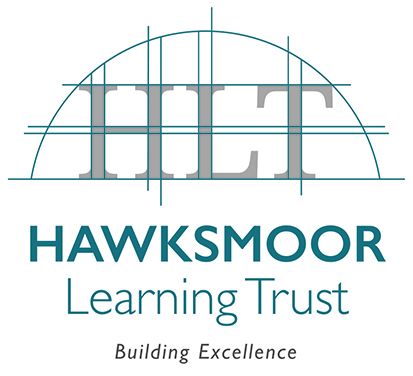 HLT
HAWKSMOOR
Learning Trust
Building Excellence